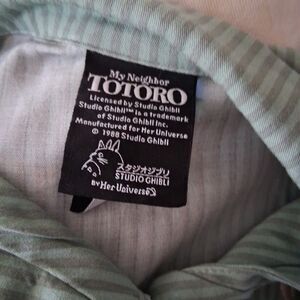 My Neighbor
TOTORO
Licensed by Studio Ghibli
Studio Ghibli™ is a trademark
of Studio Ghibli Inc.
Manufactured for Her Universe
© 1988 Studio Ghibli
スタジオジブリ
STUDIO GHIBLI
BY Her Universe